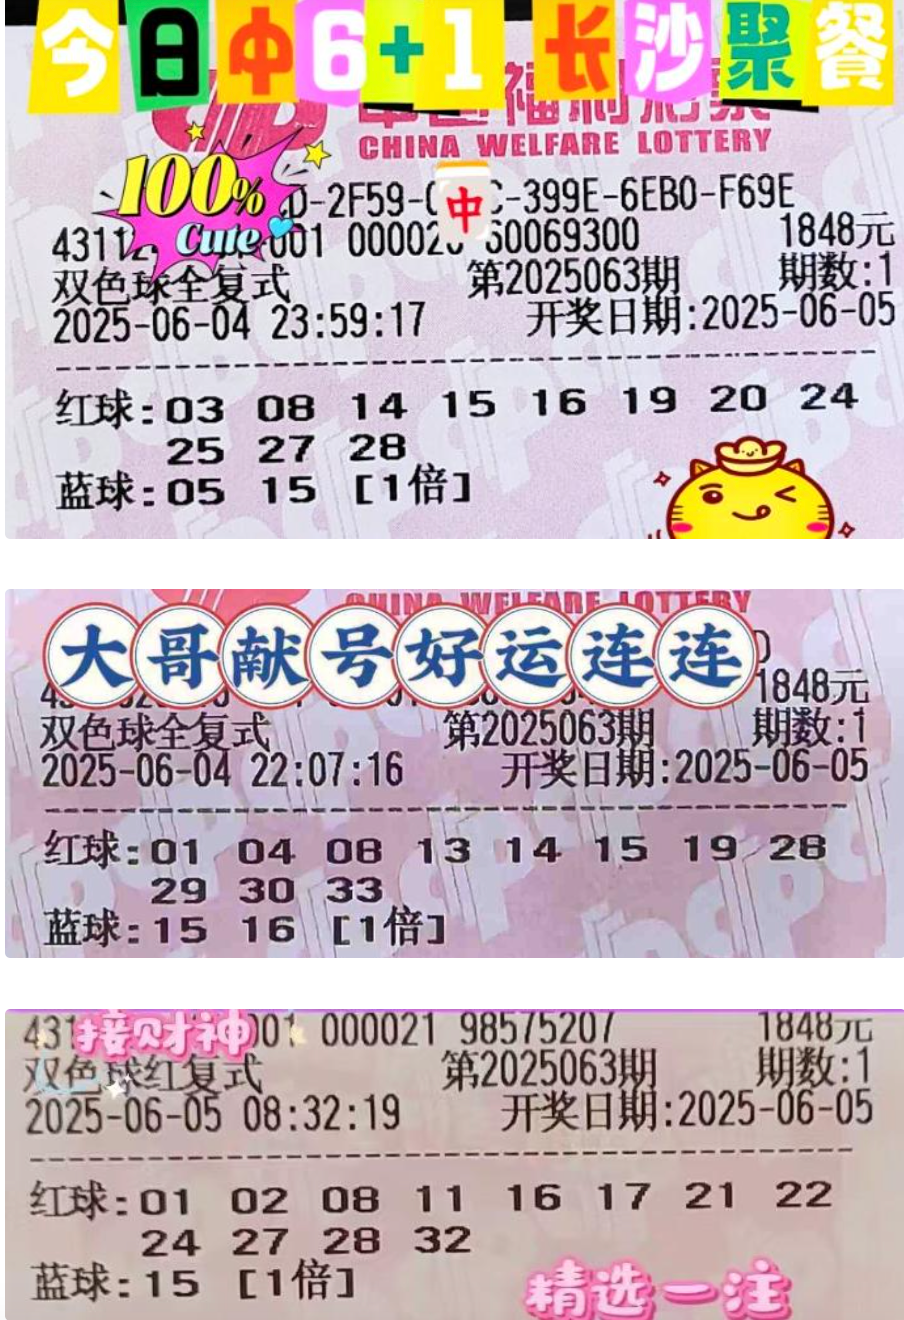 今日中6+1 长沙聚餐
CHINA WELFARE LOTTERY
100%
D-2F59- -399E-6EB0-F69E
中
4311 001 00002 60069300 1848元
Cute
双色球全复式 第2025063期 期数:1
2025-06-04 23:59:17 开奖日期:2025-06-05
红球:03 08 14 15 16 19 20 24
25 27 28
蓝球:05 15 [1倍]
CHINA WELFARE LOTTERY
大哥献号好运连连
1848元
双色球全复式 第2025063期 期数:1
2025-06-04 22:07:16 开奖日期:2025-06-05
红球:01 04 08 13 14 15 19 28
29 30 33
蓝球:15 16 [1倍]
431 001 000021 98575207 1848元
接财神
双色球红复式 第2025063期 期数:1
2025-06-05 08:32:19 开奖日期:2025-06-05
红球:01 02 08 11 16 17 21 22
24 27 28 32
蓝球:15 [1倍]
精选一注